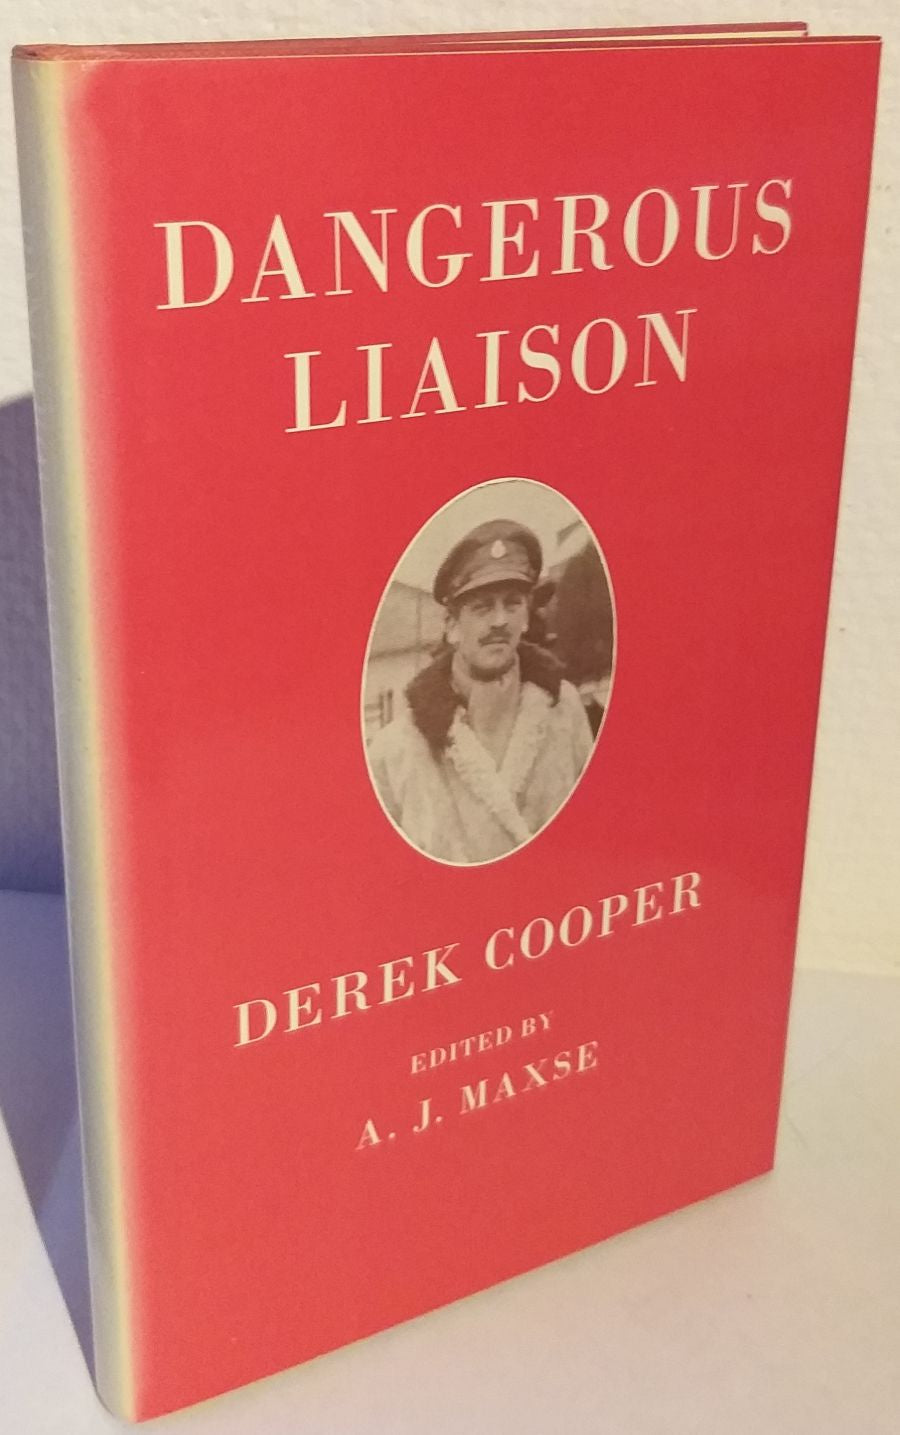 DANGEROUS
LIAISON
DEREK COOPER
EDITED BY
A. J. MAXSE